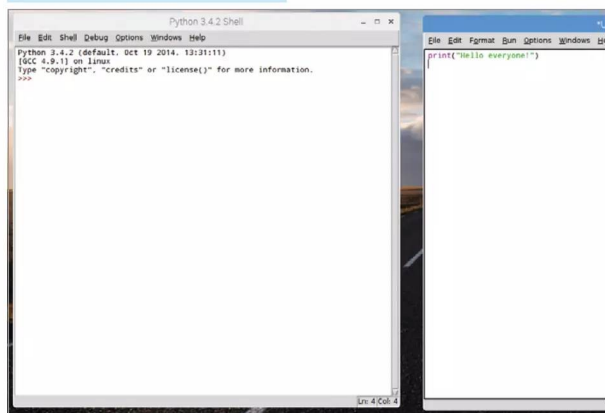 Python 3.4.2 Shell
File Edit Shell Debug Options Windows Help
Python 3.4.2 (default, Oct 19 2014, 13:31:11)
[GCC 4.9.1] on linux
Type "copyright", "credits" or "license()" for more information.
>>>
Ln: 4 Col: 4
File Edit Format Run Options Windows
print("Hello everyone!")